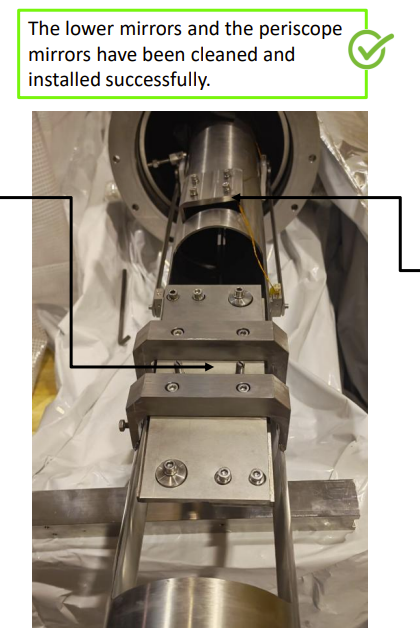 The lower mirrors and the periscope
mirrors have been cleaned and
installed successfully.